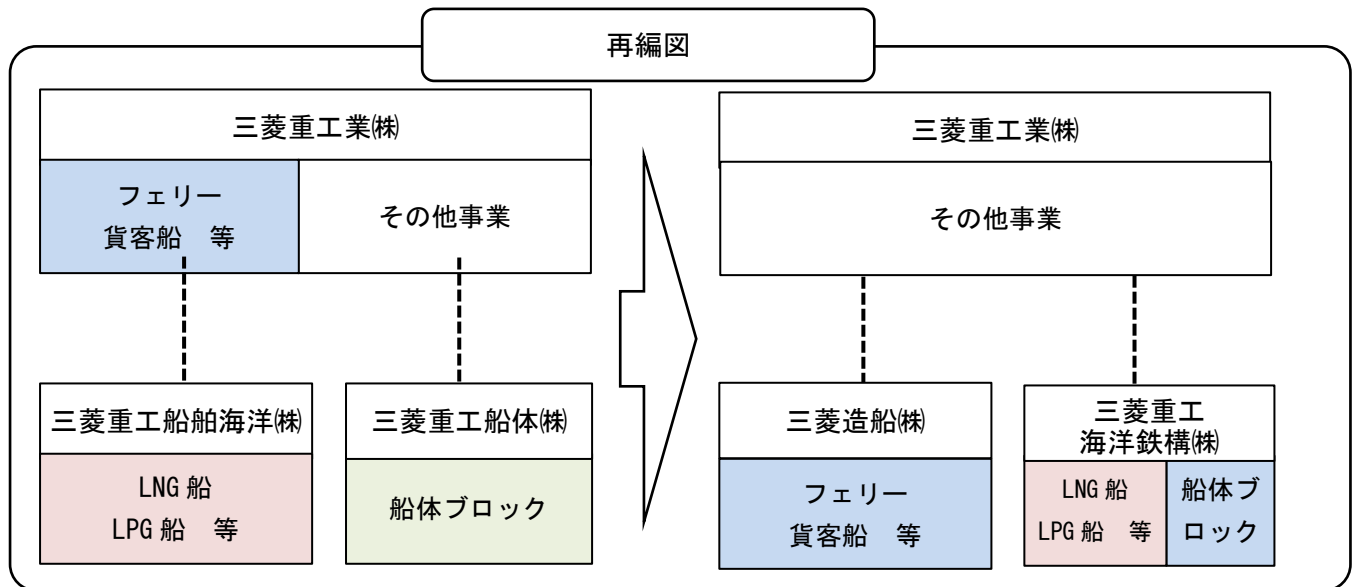 再編図
三菱重工業㈱
フェリー
貨客船　等
その他事業
三菱重工船舶海洋㈱
LNG 船
LPG 船　等
三菱重工船体㈱
船体ブロック
三菱重工業㈱
その他事業
三菱造船㈱
フェリー
貨客船　等
三菱重工
海洋鉄構㈱
LNG 船
LPG 船　等
船体ブ
ロック